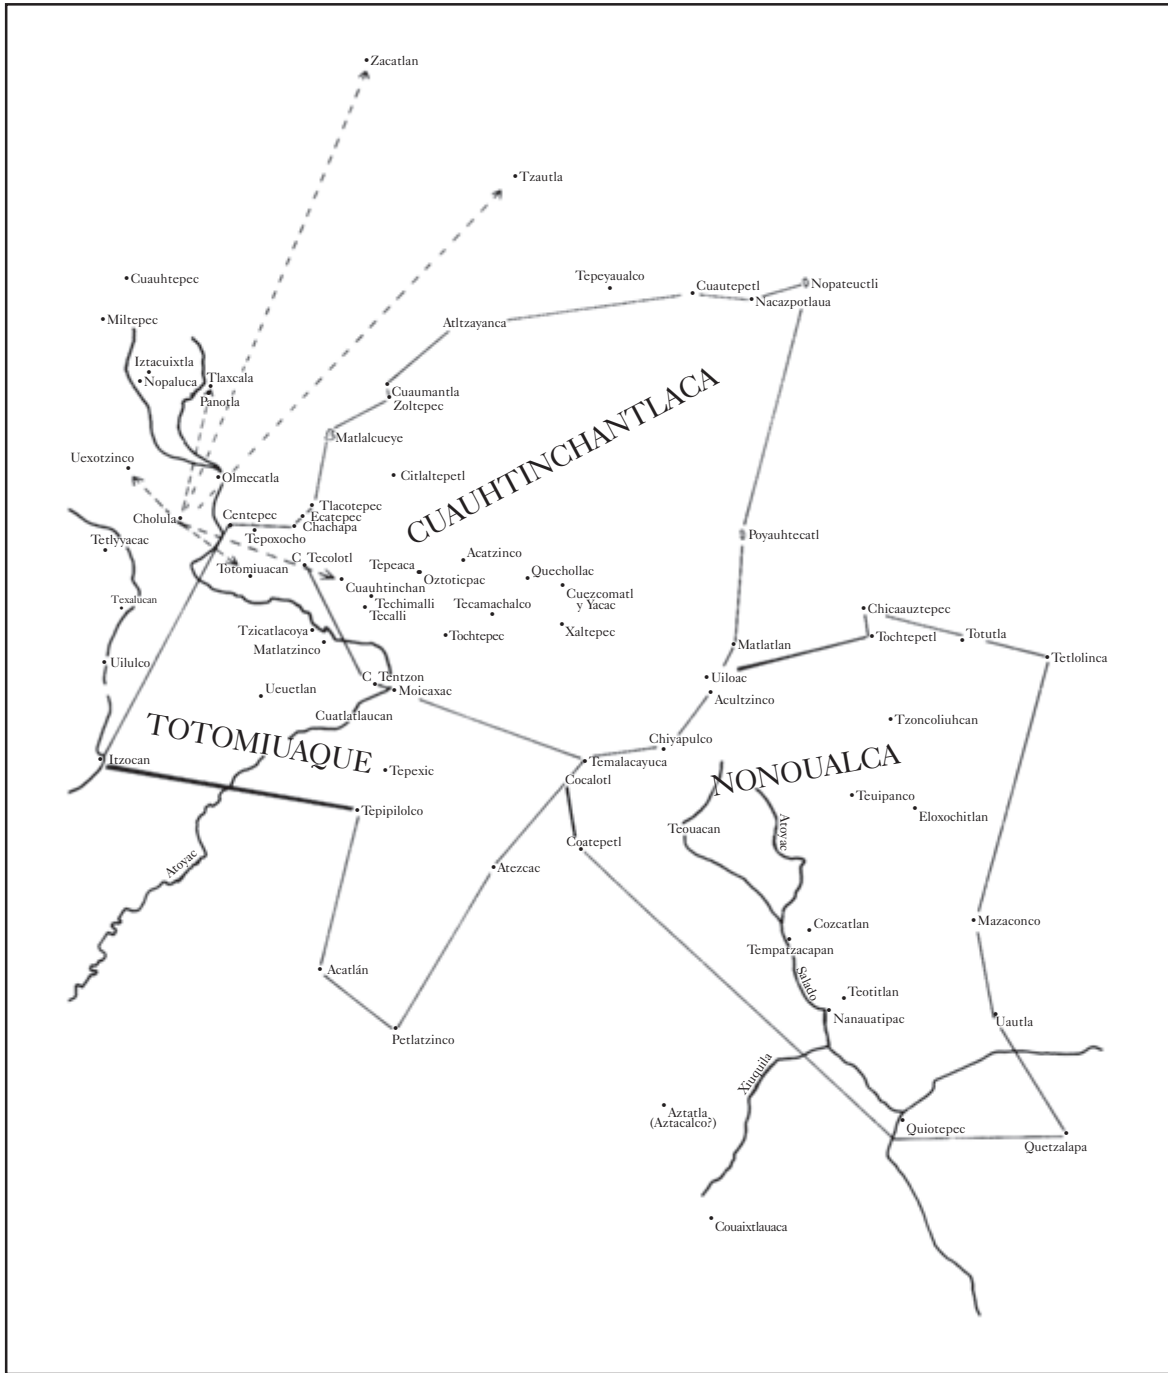 Zacatlan
Tzautla
Cuauhtepec
Tepeyaualco
Cuautepetl
Nopateuctli
Nacazpotlaua
Miltepec
Atltzayanca
Iztacuixtla
Nopaluca
Tlaxcala
Panotla
Cuaumantla
Zoltepec
CUAUHTINCHANTLACA
Matlalcueye
Uexotzinco
Olmecatla
Citlaltepetl
Cholula
Centepec
Tlacotepec
Ecatepec
Chachapa
Tepoxocho
Tetlyyacac
Poyauhtecatl
C Tecolotl
Totomiuacan
Tepeaca
Acatzinco
Oztoticpac
Quechollac
Cuauhtinchan
Cuezcomatl
y Yacac
Texalucan
Techimalli
Tecalli
Tecamachalco
Chicaauztepec
Tzicatlacoya
Matlatzinco
Tochtepec
Xaltepec
Tochtepetl
Totutla
Matlatlan
Tetlolinca
Uilulco
C Tentzon
Moicaxac
Uiloac
Acultzinco
Ueuetlan
Cuatlatlaucan
Tzoncoliuhcan
TOTOMIUAQUE
Chiyapulco
Itzocan
Temalacayuca
NONOUALCA
Tepexic
Cocalotl
Teuipanco
Tepipilolco
Eloxochitlan
Teouacan
Atoyac
Coatepetl
Atoyac
Atezcac
Mazaconco
Cozcatlan
Tempatzacapan
Acatlán
Salado
Teotitlan
Nanauatipac
Uautla
Petlatzinco
Xiuquila
Aztatla
(Aztacalco?)
Quiotepec
Quetzalapa
Couaixtlauaca